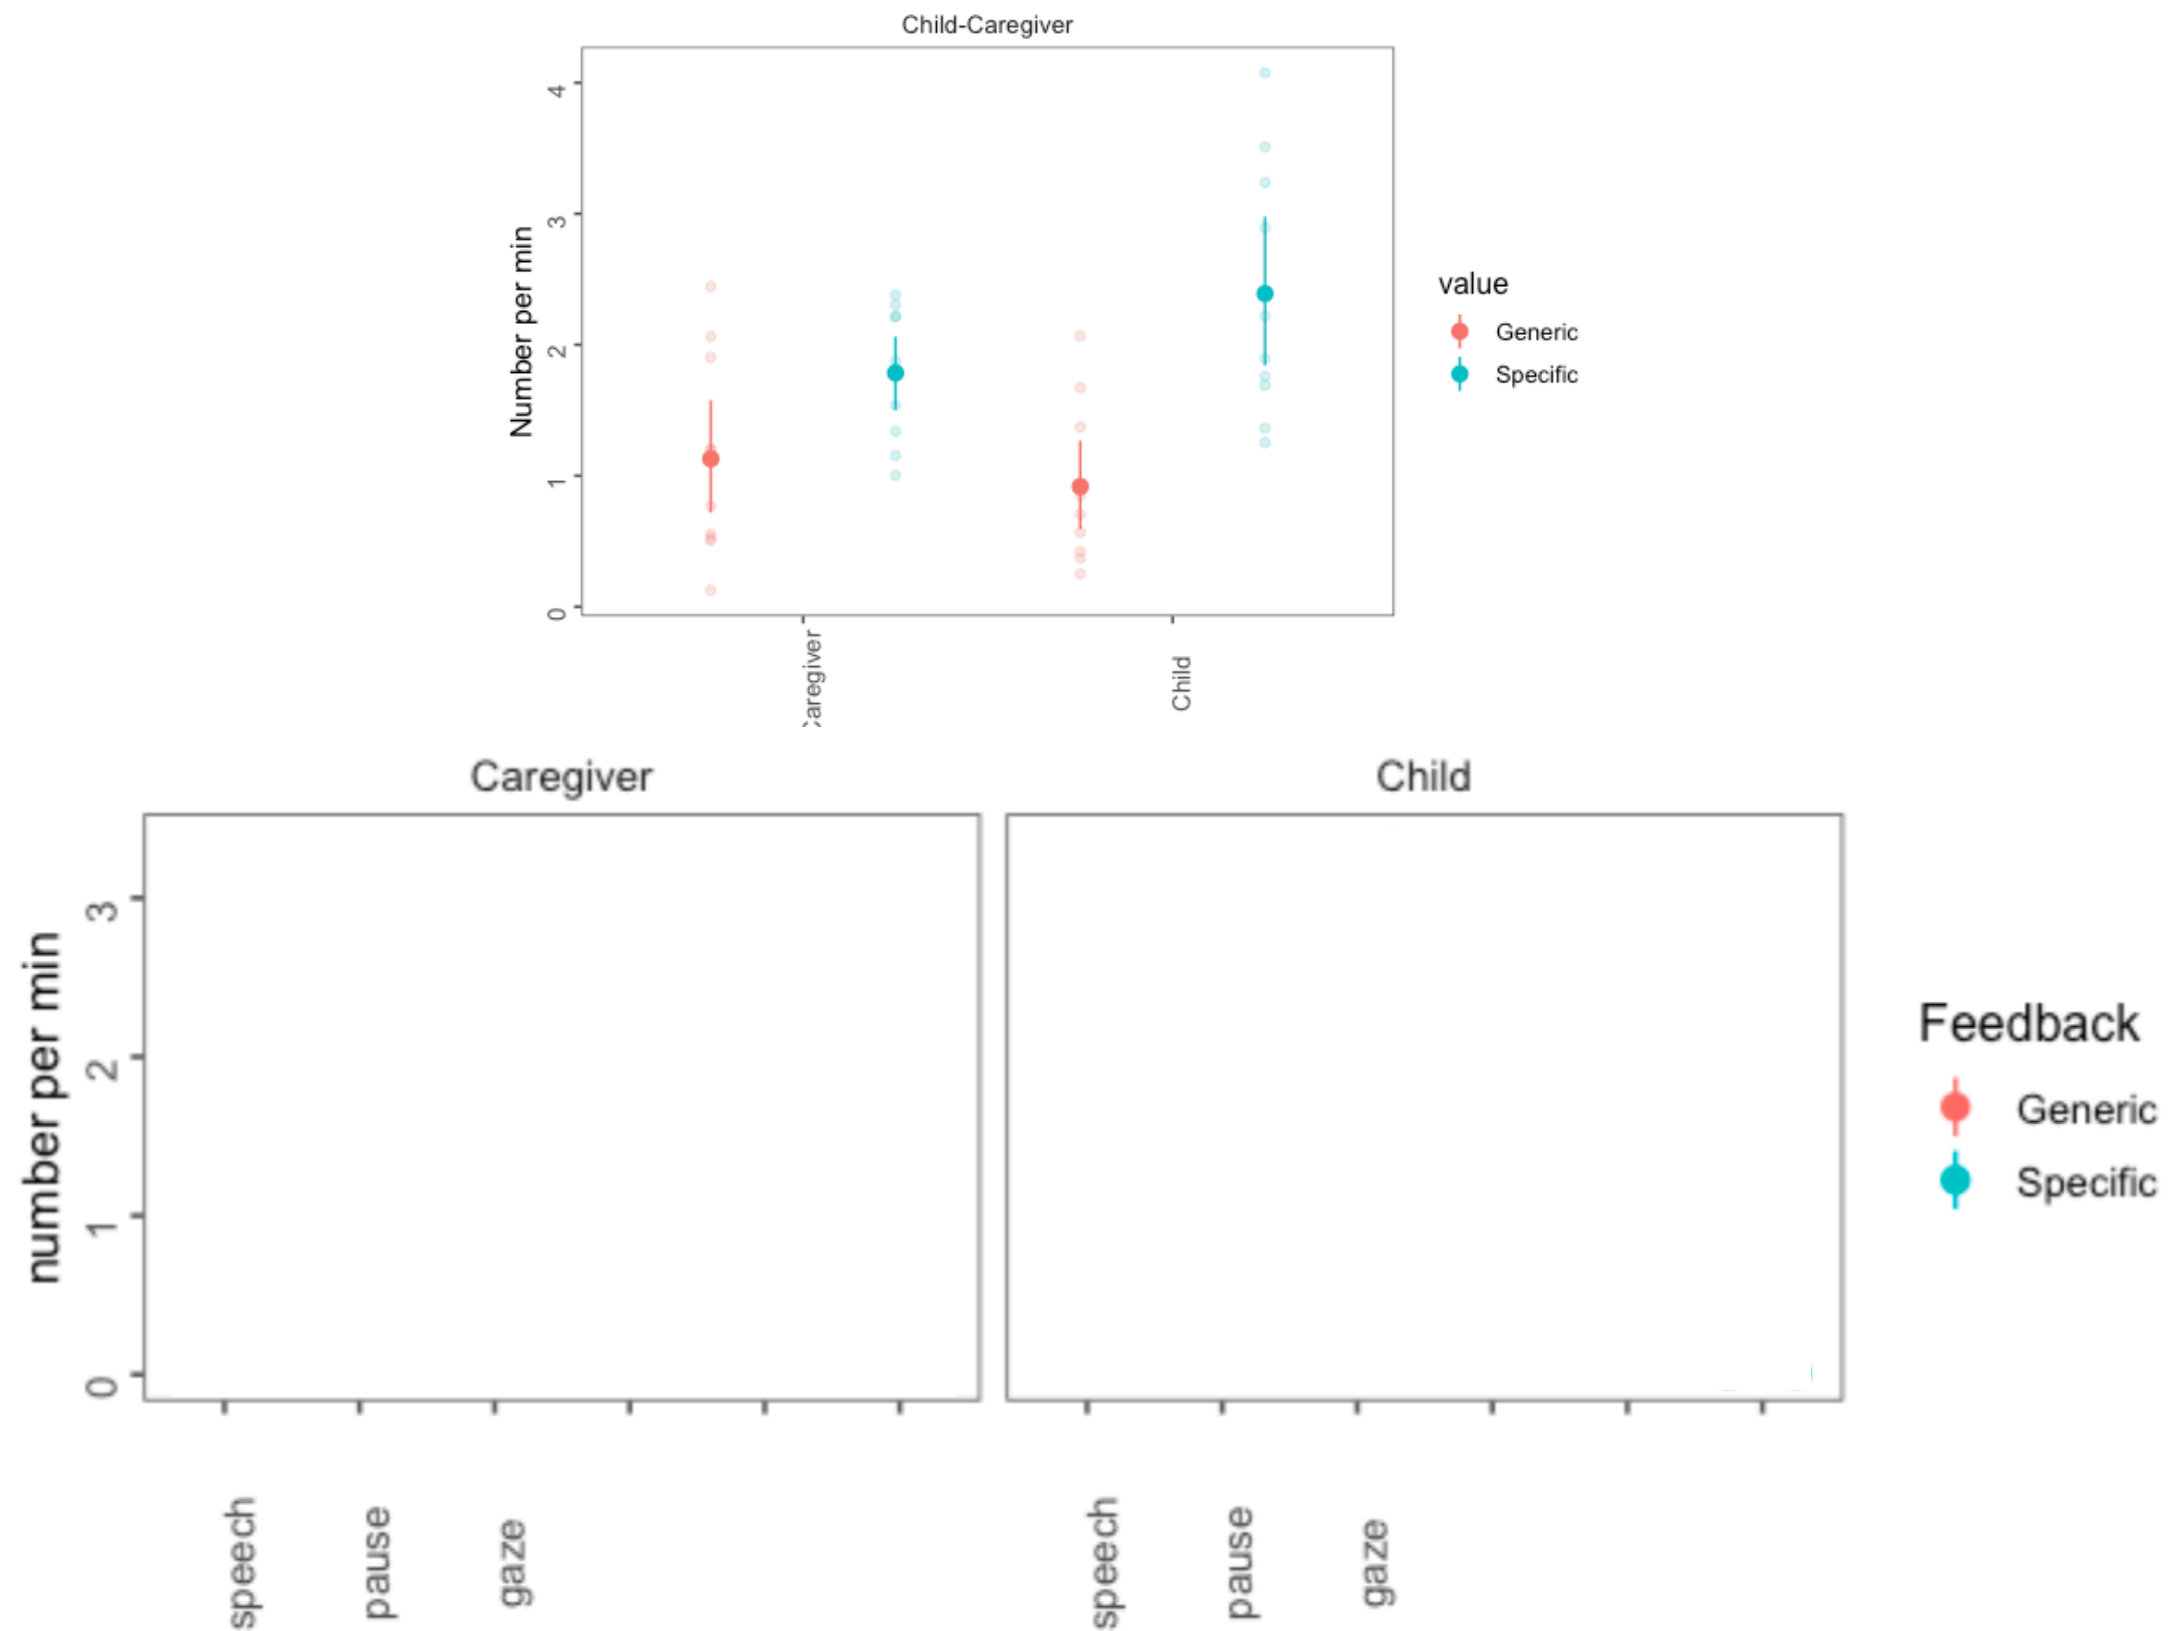 Child-Caregiver
4
3
2
1
0
Number per min
value
Generic
Specific
Child
Caregiver
Child
3
2
1
0
number per min
Feedback
Generic
Specific
speech
pause
gaze
speech
pause
gaze